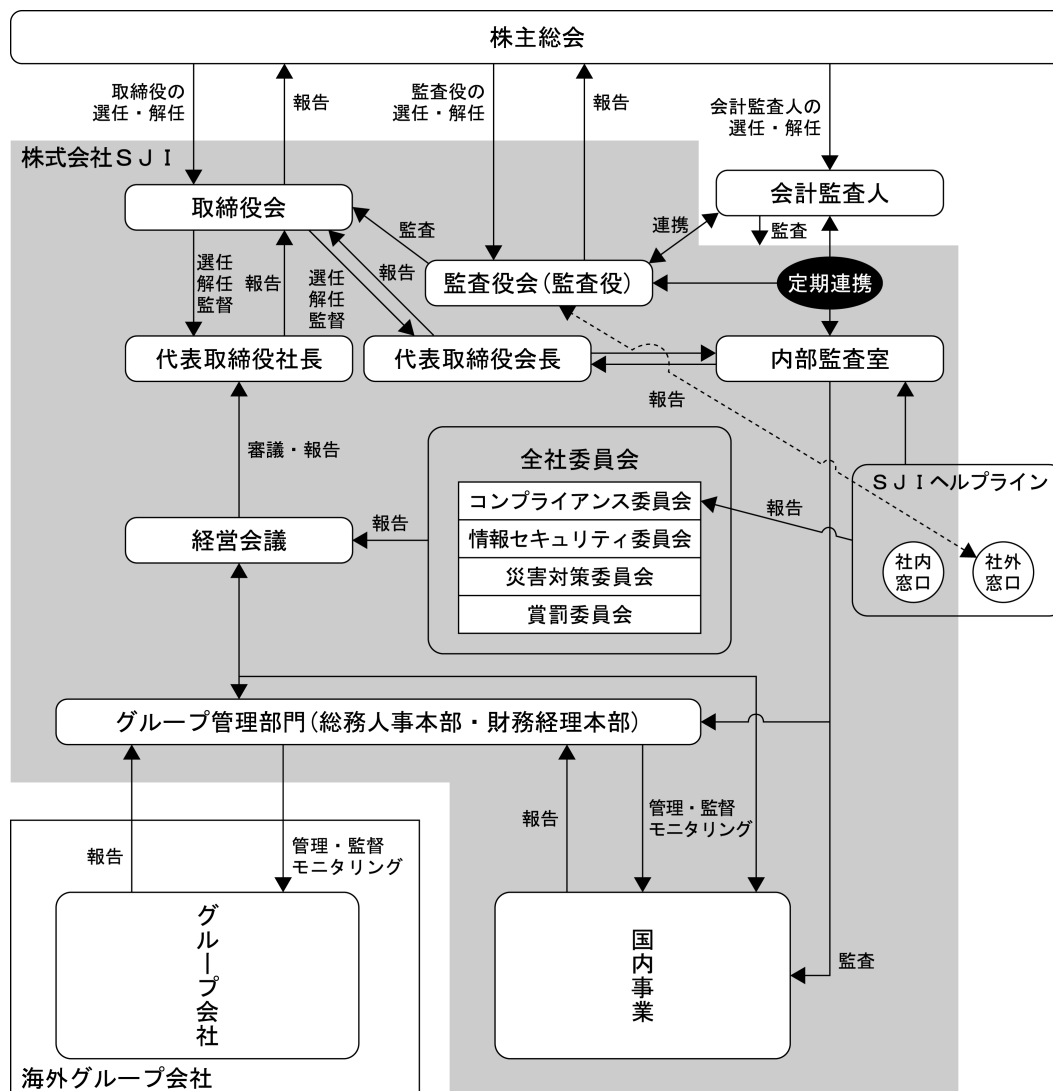 株主総会
取締役の
選任・解任
報告
監査役の
選任・解任
報告
会計監査人の
選任・解任
株式会社ＳＪＩ
取締役会
会計監査人
監査
連携
監査
選任
解任
監督
報告
選任
解任
監督
報告
監査役会(監査役)
定期連携
代表取締役社長
代表取締役会長
内部監査室
報告
審議・報告
全社委員会
ＳＪＩヘルプライン
コンプライアンス委員会
報告
経営会議
報告
情報セキュリティ委員会
災害対策委員会
賞罰委員会
社内
窓口
社外
窓口
グループ管理部門(総務人事本部・財務経理本部)
報告
管理・監督
モニタリング
報告
管理・監督
モニタリング
グループ会社
国内事業
監査
海外グループ会社